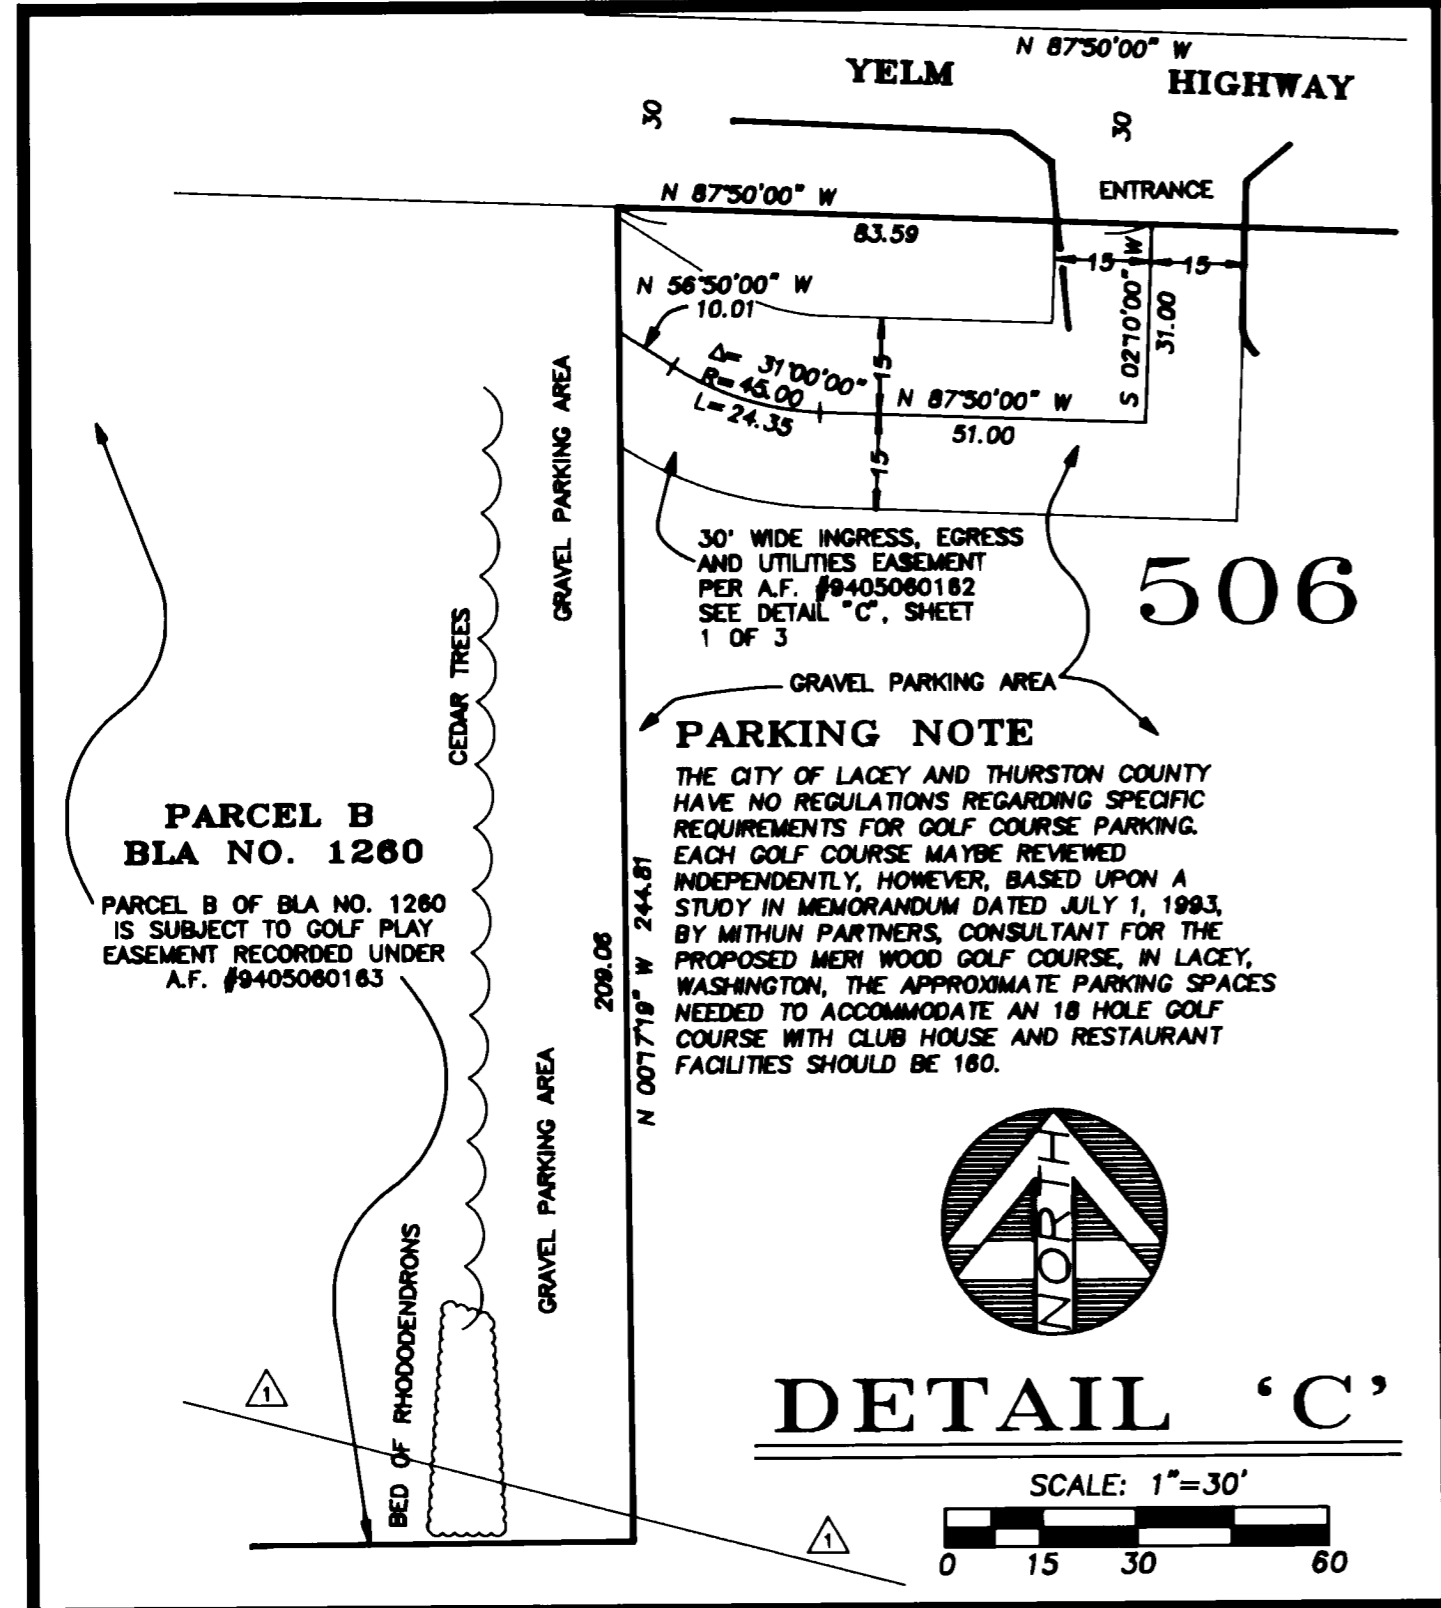 N 87°50'00" W
YELM HIGHWAY
30
30
ENTRANCE
N 87°50'00" W
83.59
15
15
S 02°10'00" W
31.00
N 56°50'00" W
10.01
Δ= 31°00'00"
R=45.00
L=24.35
15
15
N 87°50'00" W
51.00
30' WIDE INGRESS, EGRESS
AND UTILITIES EASEMENT
PER A.F. #9405060162
SEE DETAIL "C", SHEET
1 OF 3
506
GRAVEL PARKING AREA
GRAVEL PARKING AREA
CEDAR TREES
PARKING NOTE
THE CITY OF LACEY AND THURSTON COUNTY
HAVE NO REGULATIONS REGARDING SPECIFIC
REQUIREMENTS FOR GOLF COURSE PARKING.
EACH GOLF COURSE MAYBE REVIEWED
INDEPENDENTLY, HOWEVER, BASED UPON A
STUDY IN MEMORANDUM DATED JULY 1, 1993,
BY MITHUN PARTNERS, CONSULTANT FOR THE
PROPOSED MERI WOOD GOLF COURSE, IN LACEY,
WASHINGTON, THE APPROXIMATE PARKING SPACES
NEEDED TO ACCOMMODATE AN 18 HOLE GOLF
COURSE WITH CLUB HOUSE AND RESTAURANT
FACILITIES SHOULD BE 160.
PARCEL B
BLA NO. 1260
PARCEL B OF BLA NO. 1260
IS SUBJECT TO GOLF PLAY
EASEMENT RECORDED UNDER
A.F. #9405060163
209.06
N 00°17'19" W 244.81
GRAVEL PARKING AREA
BED OF RHODODENDRONS
1
1
NORTH
DETAIL 'C'
SCALE: 1"=30'
0 15 30 60